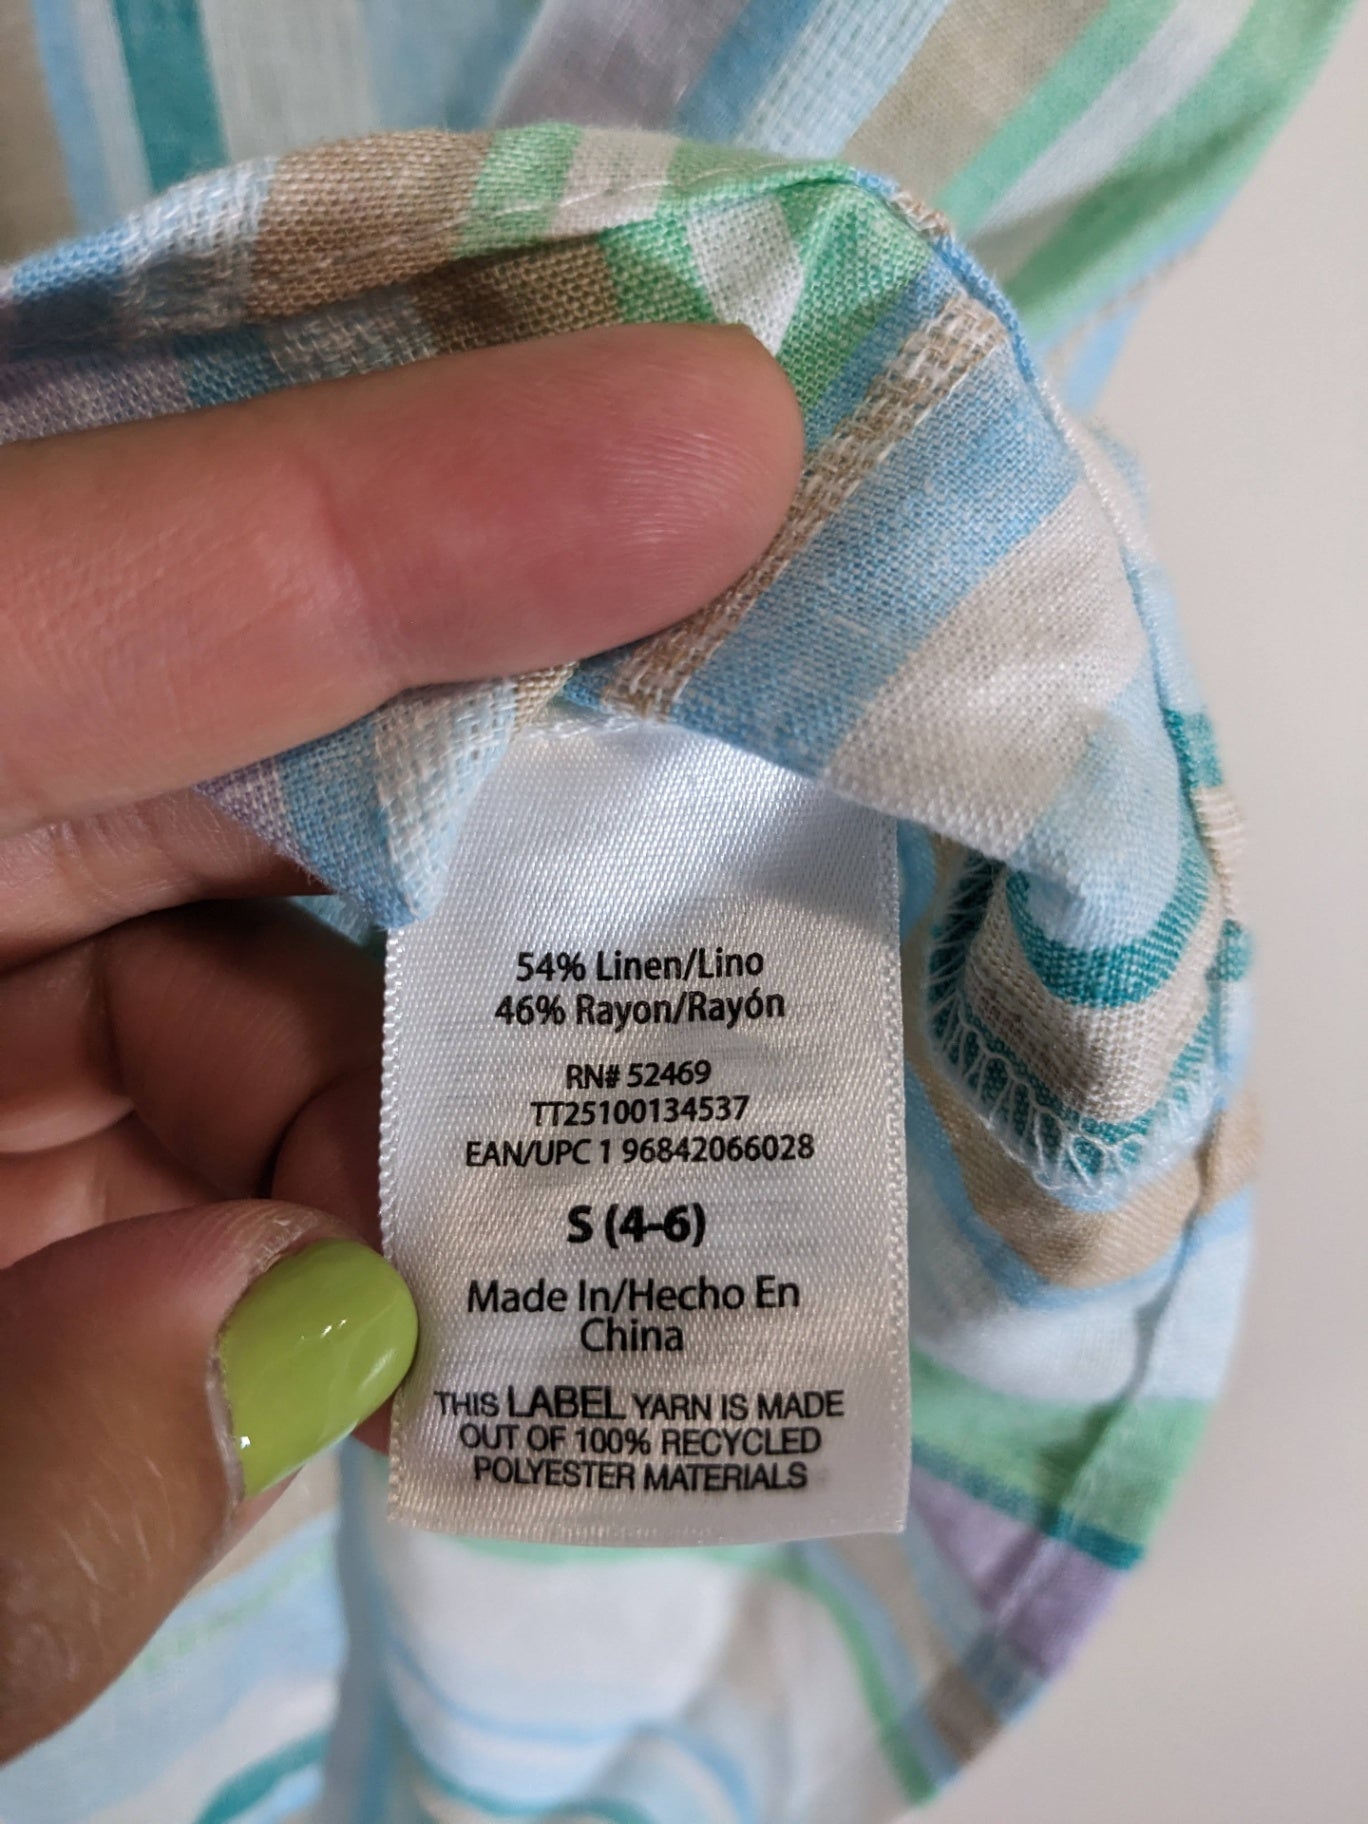 54% Linen/Lino
46% Rayon/Rayón
RN# 52469
TT25100134537
EAN/UPC 1 96842066028
S (4-6)
Made In/Hecho En
China
THIS LABEL YARN IS MADE
OUT OF 100% RECYCLED
POLYESTER MATERIALS